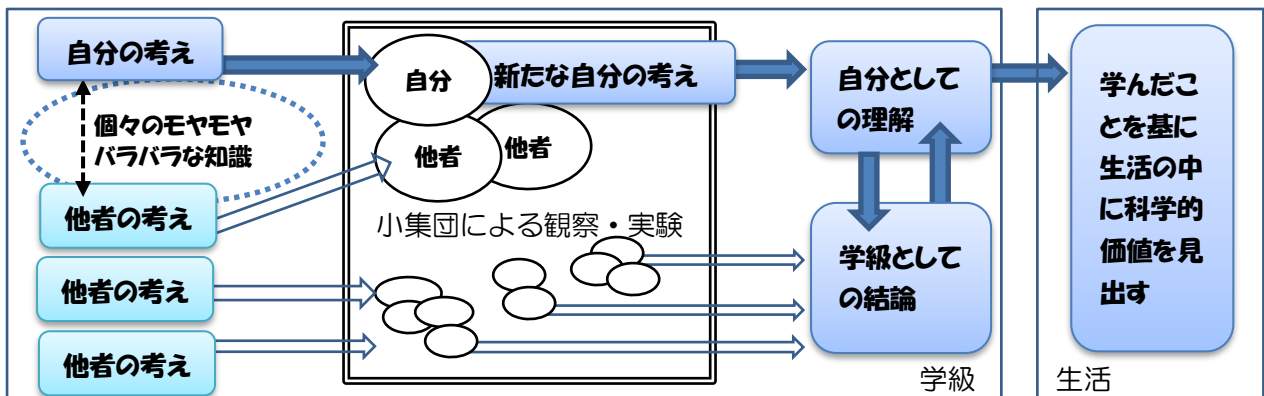 自分の考え
個々のモヤモヤ
バラバラな知識
他者の考え
他者の考え
他者の考え
自分
新たな自分の考え
他者
他者
小集団による観察・実験
自分として
の理解
学級として
の結論
学級
学んだこ
とを基に
生活の中
に科学的
価値を見
出す
生活